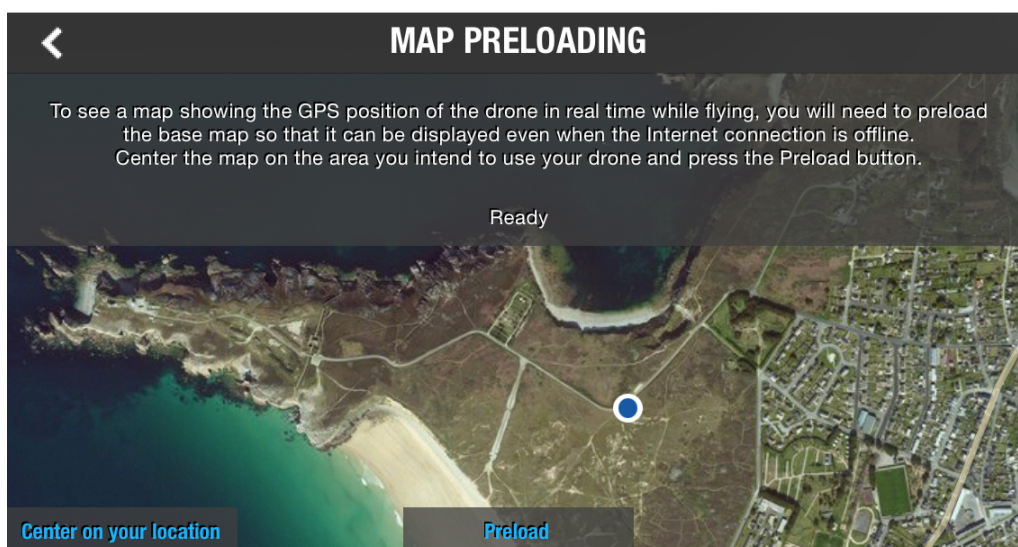 MAP PRELOADING
To see a map showing the GPS position of the drone in real time while flying, you will need to preload
the base map so that it can be displayed even when the Internet connection is offline.
Center the map on the area you intend to use your drone and press the Preload button.
Ready
Center on your location
Preload